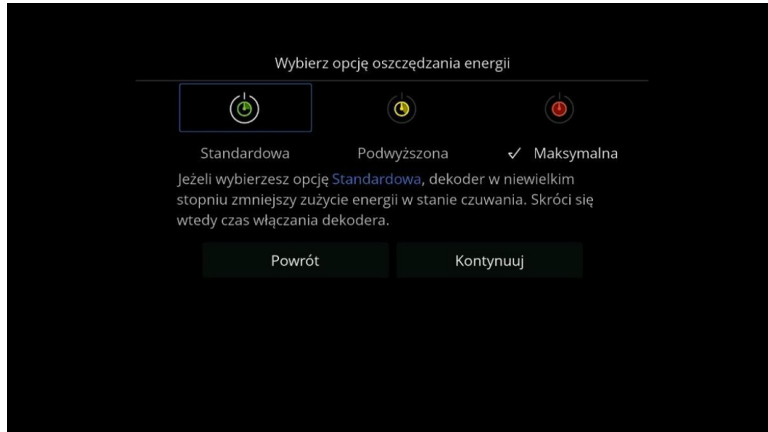 Wybierz opcję oszczędzania energii
Standardowa Podwyższona ✓ Maksymalna
Jeżeli wybierzesz opcję Standardowa, dekoder w niewielkim
stopniu zmniejszy zużycie energii w stanie czuwania. Skróci się
wtedy czas włączania dekodera.
Powrót Kontynuuj